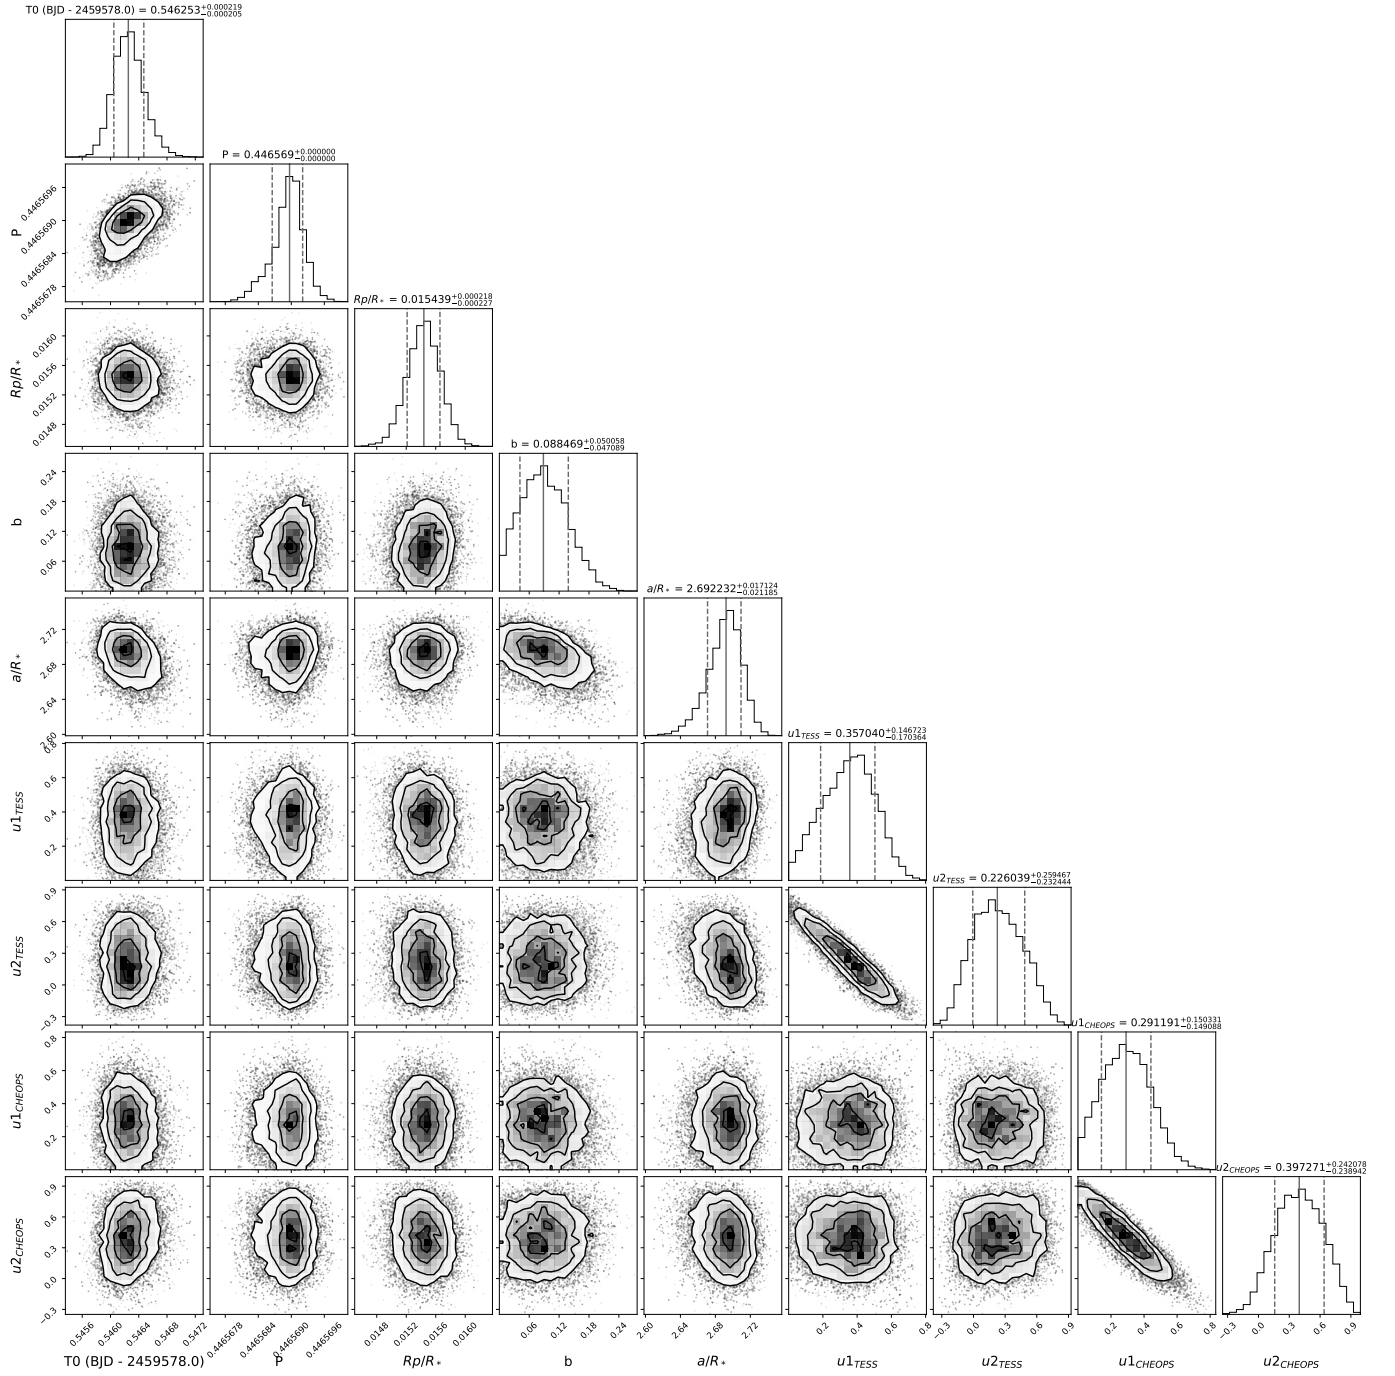 T0 (BJD - 2459578.0) = 0.546253+0.000219−0.000205
P = 0.446569+0.000000−0.000000
Rp/R* = 0.015439+0.000218−0.000227
b = 0.088469+0.050058−0.047089
a/R* = 2.692232+0.017124−0.021185
u1TESS = 0.357040+0.146723−0.170364
u2TESS = 0.226039+0.259467−0.232444
u1CHEOPS = 0.291191+0.150331−0.149088
u2CHEOPS = 0.397271+0.242078−0.238942
P
0.4465696
0.4465690
0.4465684
0.4465678
Rp/R*
0.0160
0.0156
0.0152
0.0148
b
0.24
0.18
0.12
0.06
a/R*
2.72
2.68
2.64
u1TESS
0.6
0.4
0.2
u2TESS
0.9
0.6
0.3
0.0
−0.3
u1CHEOPS
0.8
0.6
0.4
0.2
u2CHEOPS
0.9
0.6
0.3
0.0
−0.3
0.5456 0.5460 0.5464 0.5468 0.5472
0.4465678 0.4465684 0.4465690 0.4465696
0.0148 0.0152 0.0156 0.0160
0.06 0.12 0.18 0.24
2.60 2.64 2.68 2.72
0.2 0.4 0.6 0.8
−0.3 0.0 0.3 0.6 0.9
0.2 0.4 0.6 0.8
−0.3 0.0 0.3 0.6 0.9
T0 (BJD - 2459578.0) P Rp/R* b a/R* u1TESS u2TESS u1CHEOPS u2CHEOPS